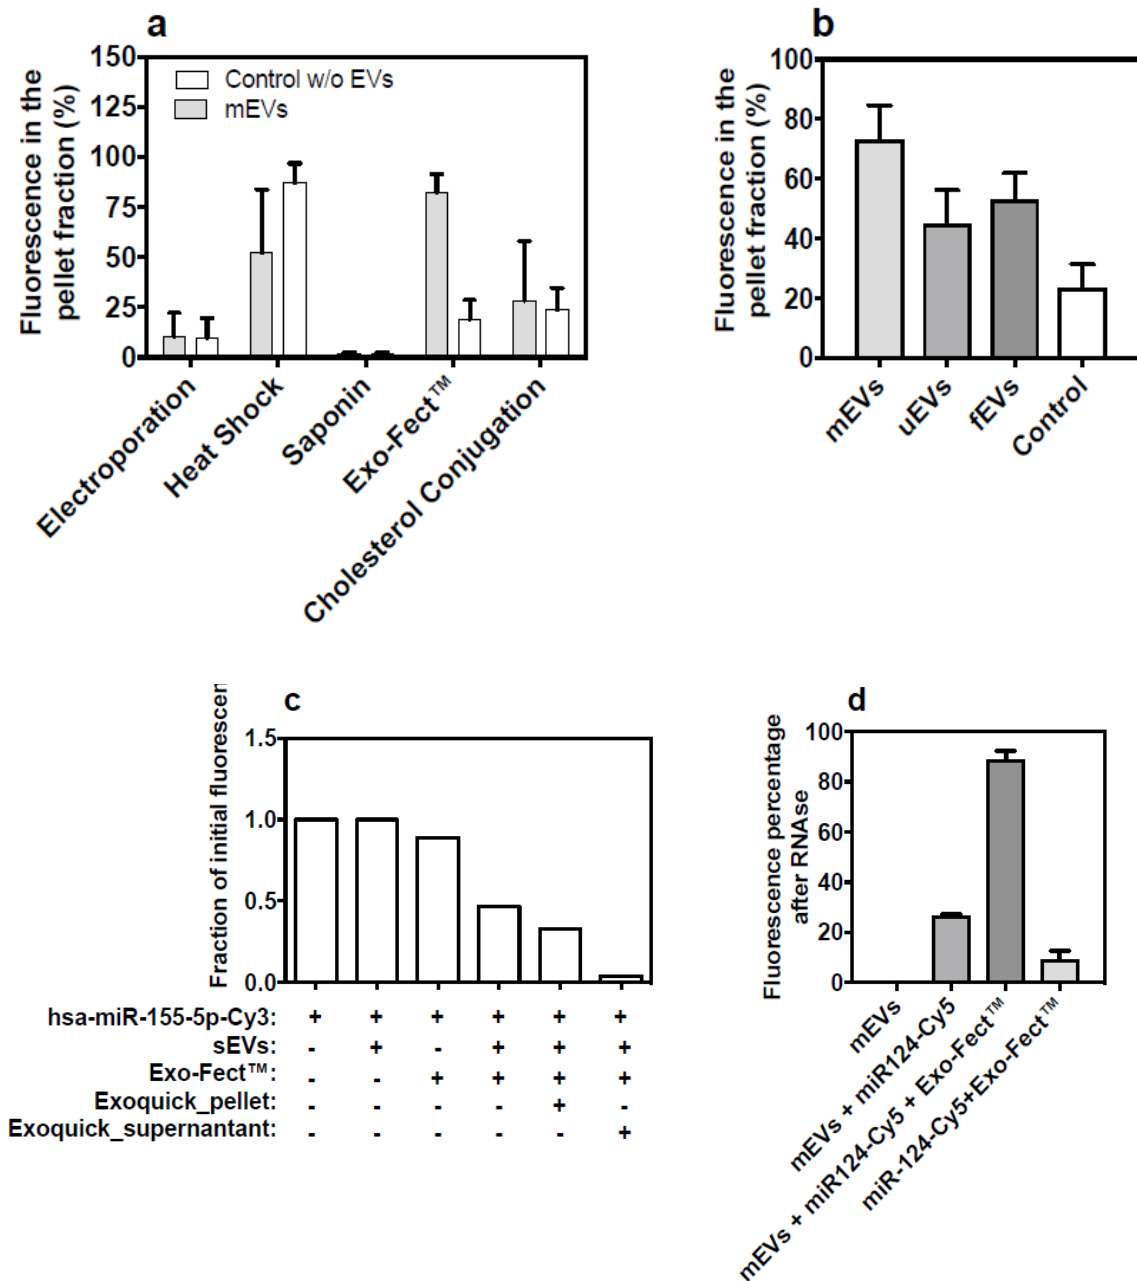 a
Fluorescence in the
pellet fraction (%)
150
125
100
75
50
25
0
Control w/o EVs
mEVs
Electroporation
Heat Shock
Saponin
Exo-Fect™
Cholesterol Conjugation
b
Fluorescence in the
pellet fraction (%)
100
80
60
40
20
0
mEVs
uEVs
fEVs
Control
c
Fraction of initial fluorescen
1.5
1.0
0.5
0.0
hsa-miR-155-5p-Cy3: + + + + + +
sEVs: - + - + + +
Exo-Fect™: - - + + + +
Exoquick_pellet: - - - - + -
Exoquick_supernantant: - - - - - +
d
Fluorescence percentage
after RNAse
100
80
60
40
20
0
mEVs
mEVs + miR124-Cy5
mEVs + miR124-Cy5 + Exo-Fect™
miR-124-Cy5+Exo-Fect™